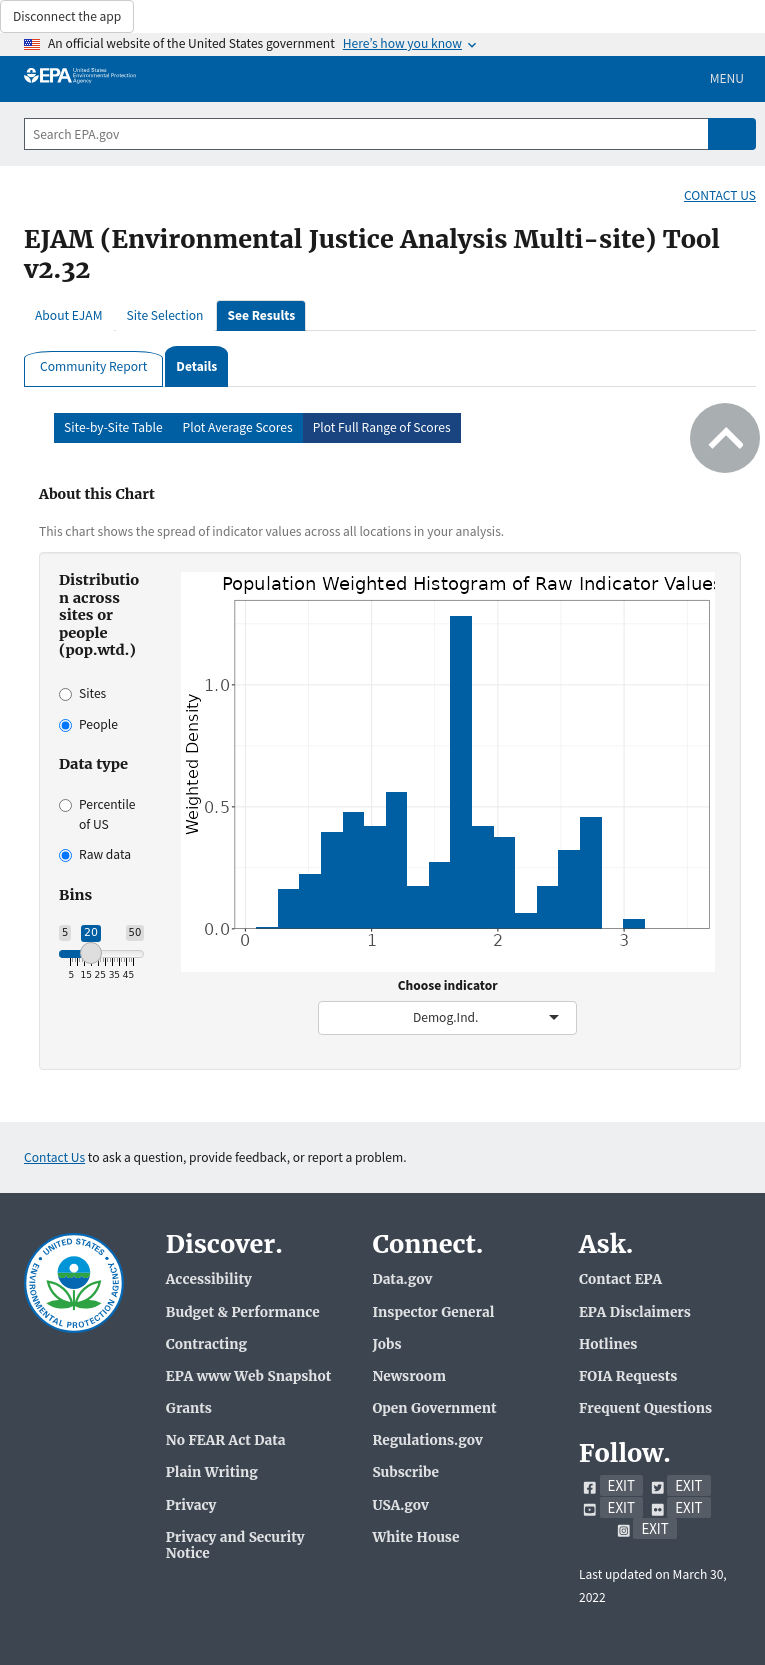 Disconnect the app
An official website of the United States government Here's how you know
EPA United States Environmental Protection Agency
MENU
Search EPA.gov
CONTACT US
EJAM (Environmental Justice Analysis Multi-site) Tool
v2.32
About EJAM Site Selection See Results
Community Report Details
Site-by-Site Table Plot Average Scores Plot Full Range of Scores
About this Chart
This chart shows the spread of indicator values across all locations in your analysis.
Distributio
n across
sites or
people
(pop.wtd.)
Sites
People
Data type
Percentile
of US
Raw data
Bins
5 20 50
5 15 25 35 45
Population Weighted Histogram of Raw Indicator Values
Weighted Density
1.0
0.5
0.0
0 1 2 3
Choose indicator
Demog.Ind.
Contact Us to ask a question, provide feedback, or report a problem.
UNITED STATES
ENVIRONMENTAL PROTECTION AGENCY
Discover.
Accessibility
Budget & Performance
Contracting
EPA www Web Snapshot
Grants
No FEAR Act Data
Plain Writing
Privacy
Privacy and Security
Notice
Connect.
Data.gov
Inspector General
Jobs
Newsroom
Open Government
Regulations.gov
Subscribe
USA.gov
White House
Ask.
Contact EPA
EPA Disclaimers
Hotlines
FOIA Requests
Frequent Questions
Follow.
EXIT EXIT
EXIT EXIT
EXIT
Last updated on March 30,
2022